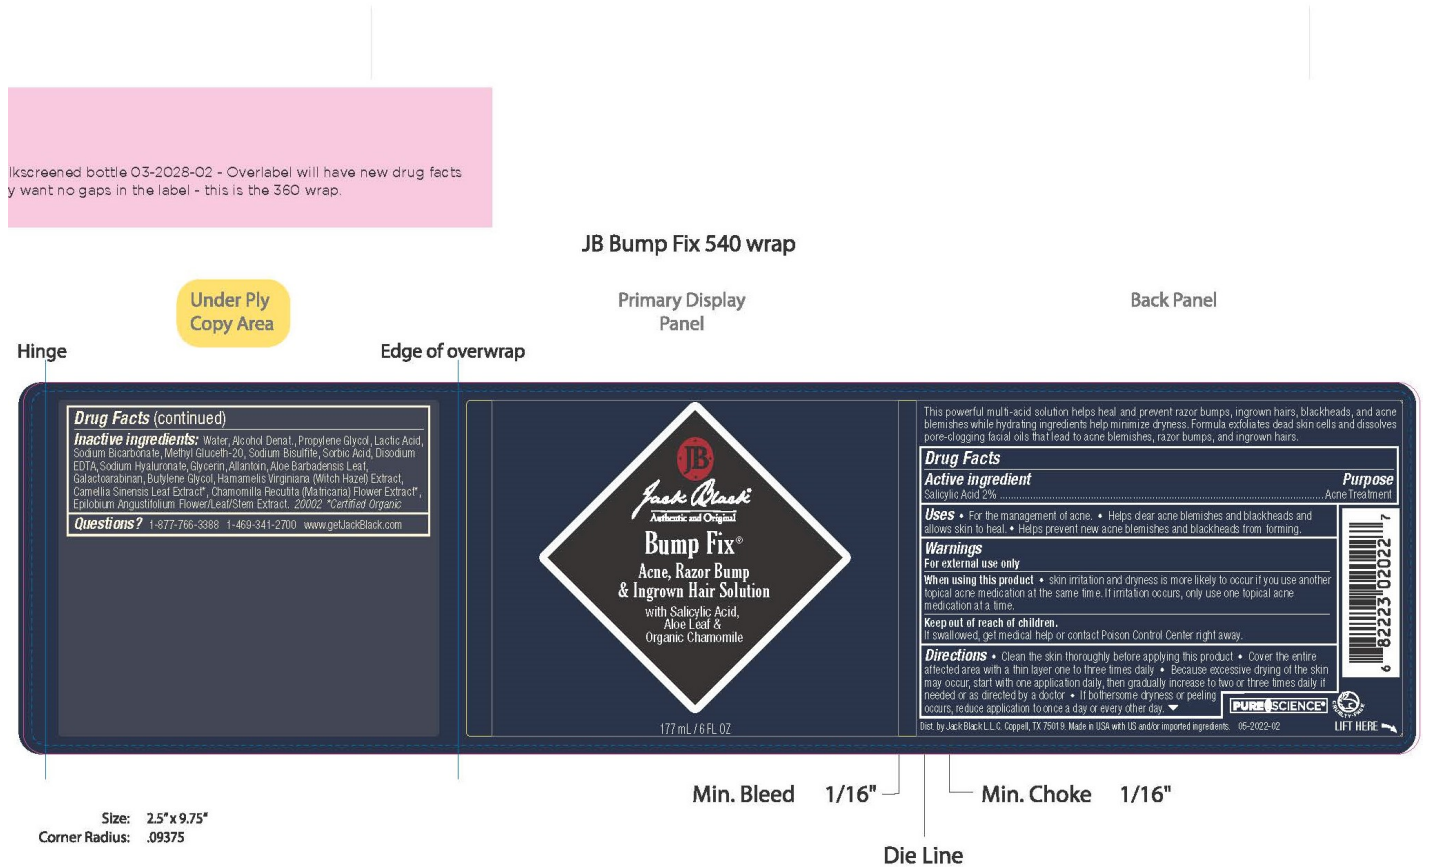 lkscreened bottle 03-2028-02 - Overlabel will have new drug facts
y want no gaps in the label - this is the 360 wrap.
JB Bump Fix 540 wrap
Under Ply
Copy Area
Primary Display
Panel
Back Panel
Hinge
Edge of overwrap
Drug Facts (continued)
Inactive ingredients: Water, Alcohol Denat., Propylene Glycol, Lactic Acid,
Sodium Bicarbonate, Methyl Gluceth-20, Sodium Bisulfite, Sorbic Acid, Disodium
EDTA, Sodium Hyaluronate, Glycerin, Allantoin, Aloe Barbadensis Leaf,
Galactoarabinan, Butylene Glycol, Hamamelis Virginiana (Witch Hazel) Extract,
Camellia Sinensis Leaf Extract*, Chamomilla Recutita (Matricaria) Flower Extract*,
Epilobium Angustifolium Flower/Leaf/Stem Extract. 20002 *Certified Organic
Questions? 1-877-766-3388 1-469-341-2700 www.getJackBlack.com
JB
Jack Black®
Authentic and Original
Bump Fix®
Acne, Razor Bump
& Ingrown Hair Solution
with Salicylic Acid,
Aloe Leaf &
Organic Chamomile
177 mL / 6 FL OZ
This powerful multi-acid solution helps heal and prevent razor bumps, ingrown hairs, blackheads, and acne
blemishes while hydrating ingredients help minimize dryness. Formula exfoliates dead skin cells and dissolves
pore-clogging facial oils that lead to acne blemishes, razor bumps, and ingrown hairs.
Drug Facts
Active ingredient Purpose
Salicylic Acid 2% ........ Acne Treatment
Uses • For the management of acne. • Helps clear acne blemishes and blackheads and
allows skin to heal. • Helps prevent new acne blemishes and blackheads from forming.
Warnings
For external use only
When using this product • skin irritation and dryness is more likely to occur if you use another
topical acne medication at the same time. If irritation occurs, only use one topical acne
medication at a time.
Keep out of reach of children.
If swallowed, get medical help or contact Poison Control Center right away.
Directions • Clean the skin thoroughly before applying this product • Cover the entire
affected area with a thin layer one to three times daily • Because excessive drying of the skin
may occur, start with one application daily, then gradually increase to two or three times daily if
needed or as directed by a doctor • If bothersome dryness or peeling
occurs, reduce application to once a day or every other day.
6 82223 02022 7
PURE SCIENCE®
CRUELTY-FREE
Dist. by Jack Black L.L.C. Coppell, TX 75019. Made in USA with US and/or imported ingredients. 05-2022-02
LIFT HERE
Min. Bleed 1/16"
Min. Choke 1/16"
Die Line
Size: 2.5" x 9.75"
Corner Radius: .09375